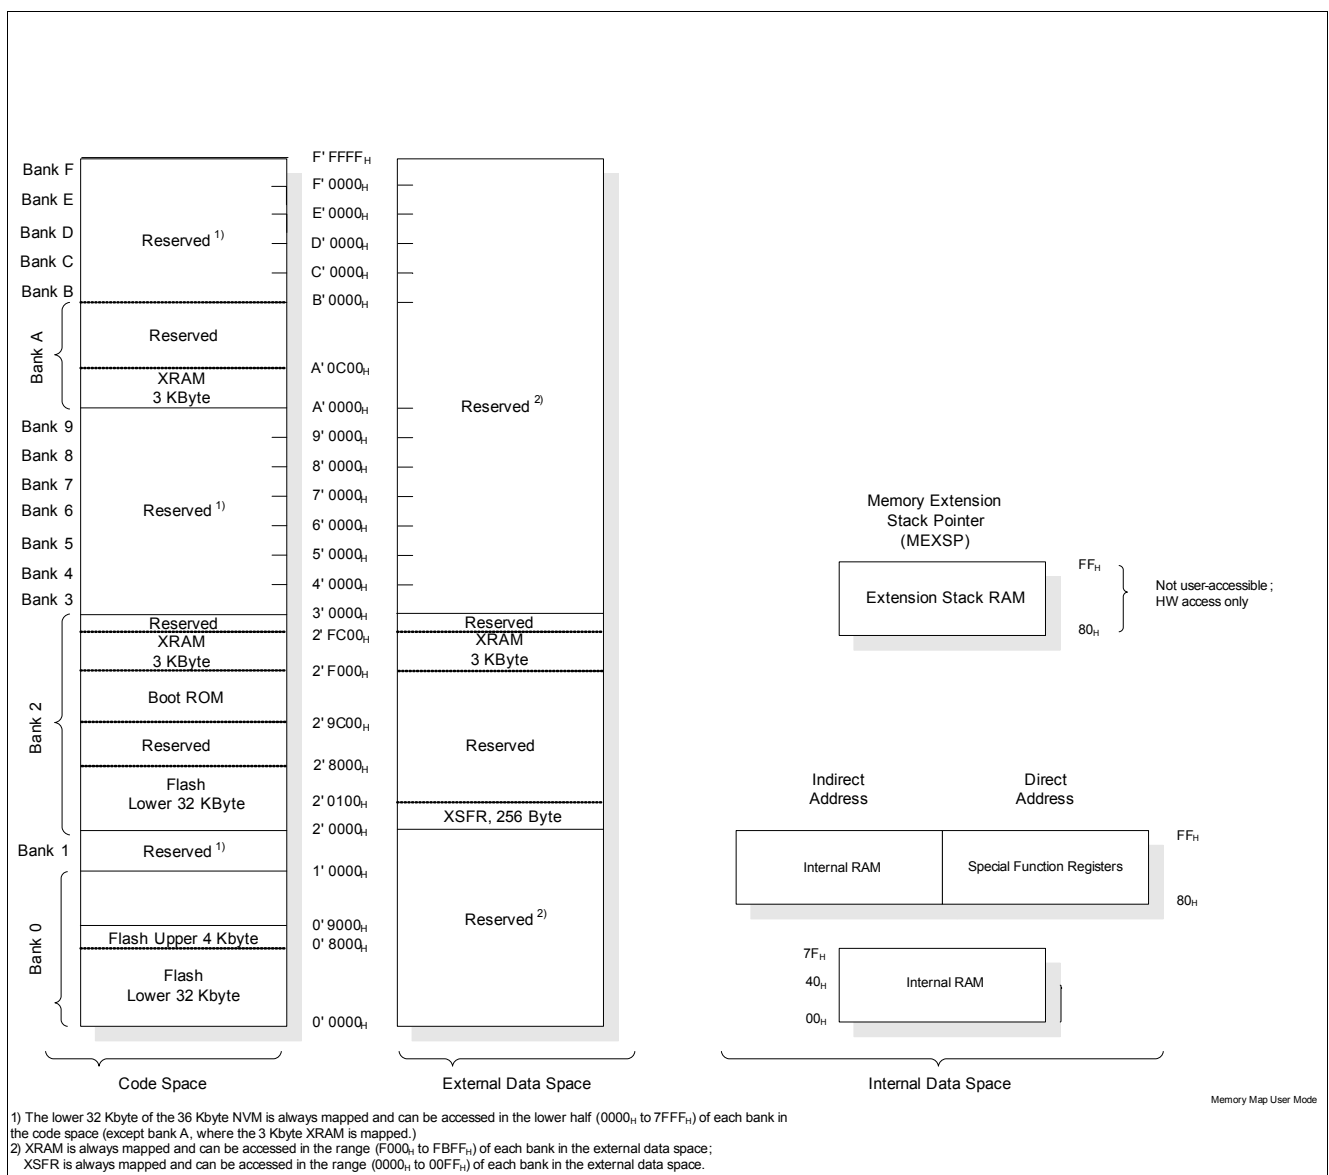 Bank F
Bank E
Bank D
Bank C
Bank B
Bank A
Bank 9
Bank 8
Bank 7
Bank 6
Bank 5
Bank 4
Bank 3
Bank 2
Bank 1
Bank 0
Reserved 1)
Reserved
XRAM
3 KByte
Reserved 1)
Reserved
XRAM
3 KByte
Boot ROM
Reserved
Flash
Lower 32 KByte
Reserved 1)
Flash Upper 4 Kbyte
Flash
Lower 32 Kbyte
F' FFFFH
F' 0000H
E' 0000H
D' 0000H
C' 0000H
B' 0000H
A' 0C00H
A' 0000H
9' 0000H
8' 0000H
7' 0000H
6' 0000H
5' 0000H
4' 0000H
3' 0000H
2' FC00H
2' F000H
2' 9C00H
2' 8000H
2' 0100H
2' 0000H
1' 0000H
0' 9000H
0' 8000H
0' 0000H
Reserved 2)
Reserved
XRAM
3 KByte
Reserved
XSFR, 256 Byte
Reserved 2)
Memory Extension
Stack Pointer
(MEXSP)
Extension Stack RAM
FFH
80H
Not user-accessible ;
HW access only
Indirect
Address
Direct
Address
Internal RAM
Special Function Registers
FFH
80H
7FH
40H
00H
Internal RAM
Code Space
External Data Space
Internal Data Space
Memory Map User Mode
1) The lower 32 Kbyte of the 36 Kbyte NVM is always mapped and can be accessed in the lower half (0000H to 7FFFH) of each bank in
the code space (except bank A, where the 3 Kbyte XRAM is mapped.)
2) XRAM is always mapped and can be accessed in the range (F000H to FBFFH) of each bank in the external data space;
XSFR is always mapped and can be accessed in the range (0000H to 00FFH) of each bank in the external data space.